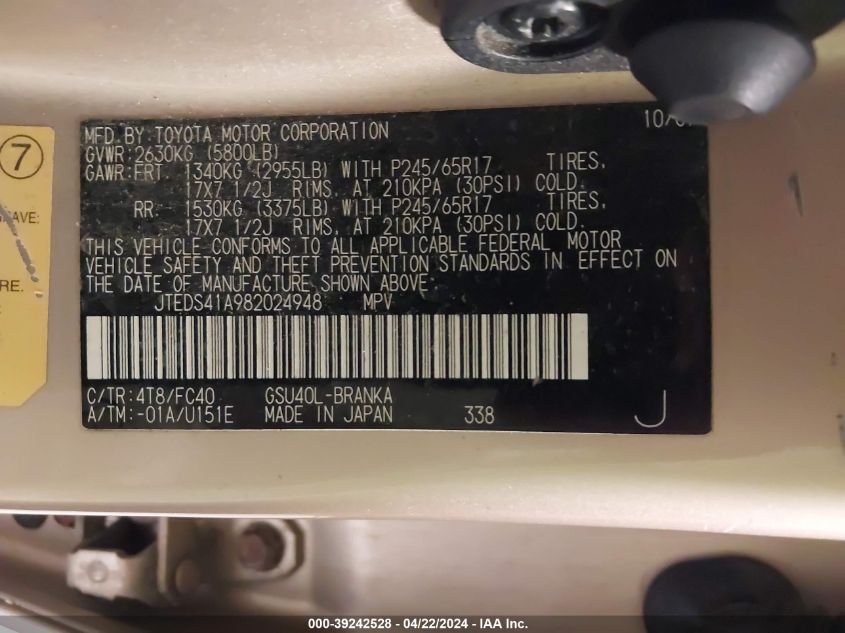 10/0
MFD.BY TOYOTA MOTOR CORPORATION
GVWR:2630KG (5800LB)
GAWR:FRT. 1340KG (2955LB) WITH P245/65R17 TIRES,
17X7 1/2J RIMS, AT 210KPA (30PSI) COLD.
RR: 1530KG (3375LB) WITH P245/65R17 TIRES,
17X7 1/2J RIMS, AT 210KPA (30PSI) COLD.
THIS VEHICLE CONFORMS TO ALL APPLICABLE FEDERAL MOTOR
VEHICLE SAFETY AND THEFT PREVENTION STANDARDS IN EFFECT ON
THE DATE OF MANUFACTURE SHOWN ABOVE.
JTEDS41A982024948 MPV
C/TR:4T8/FC40 GSU40L-BRANKA
A/TM:-01A/U151E MADE IN JAPAN 338 J
7
AVE:
RE.
000-39242528 - 04/22/2024 - IAA Inc.